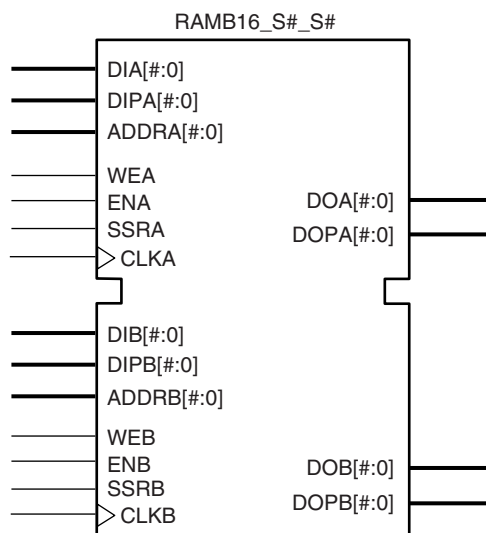 RAMB16_S#_S#
DIA[#:0]
DIPA[#:0]
ADDRA[#:0]
WEA
ENA
SSRA
CLKA
DOA[#:0]
DOPA[#:0]
DIB[#:0]
DIPB[#:0]
ADDRB[#:0]
WEB
ENB
SSRB
CLKB
DOB[#:0]
DOPB[#:0]